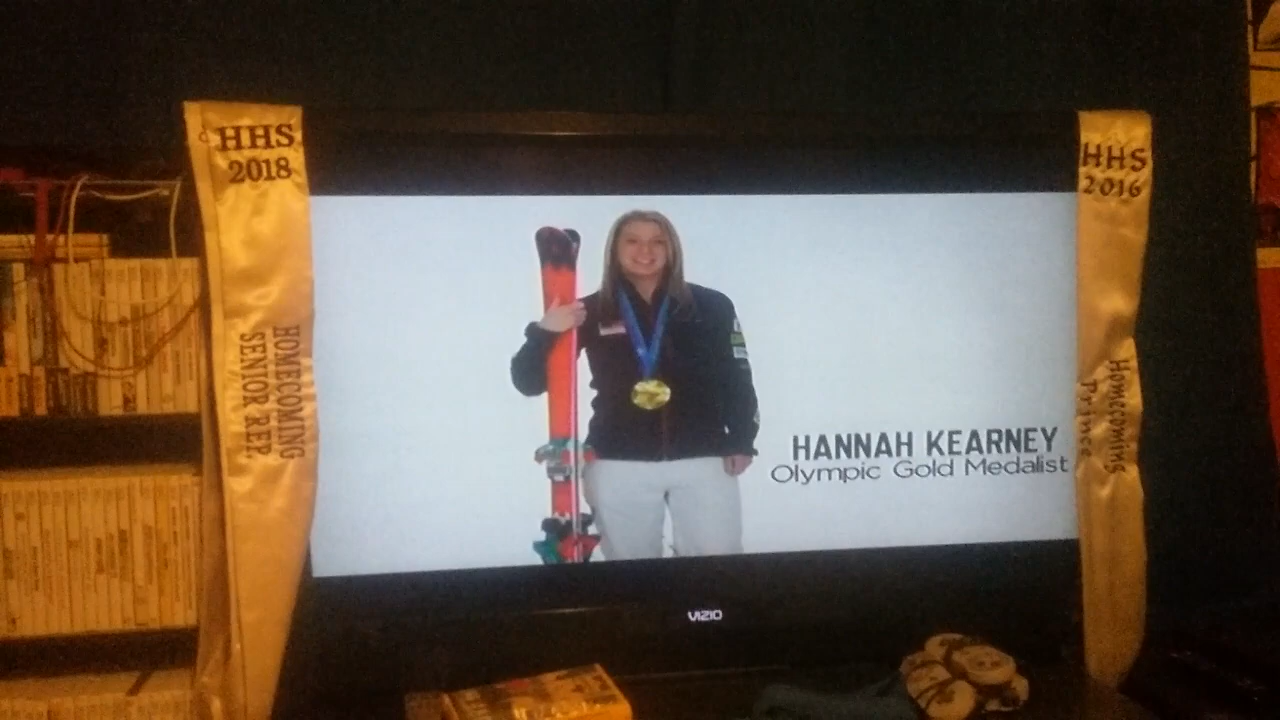 HHS
2018
HOMECOMING
SENIOR REP.
HANNAH KEARNEY
Olympic Gold Medalist
VIZIO
HHS
2016
Homecoming
Prince